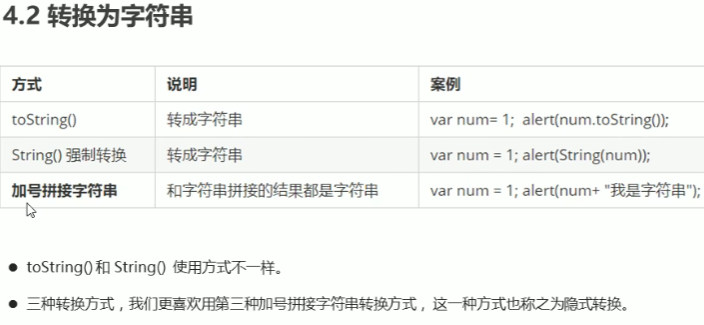 4.2 转换为字符串
方式 说明 案例
toString() 转成字符串 var num= 1; alert(num.toString());
String() 强制转换 转成字符串 var num = 1; alert(String(num));
加号拼接字符串 和字符串拼接的结果都是字符串 var num = 1; alert(num+ "我是字符串");
● toString() 和 String() 使用方式不一样。
● 三种转换方式，我们更喜欢用第三种加号拼接字符串转换方式， 这一种方式也称之为隐式转换。